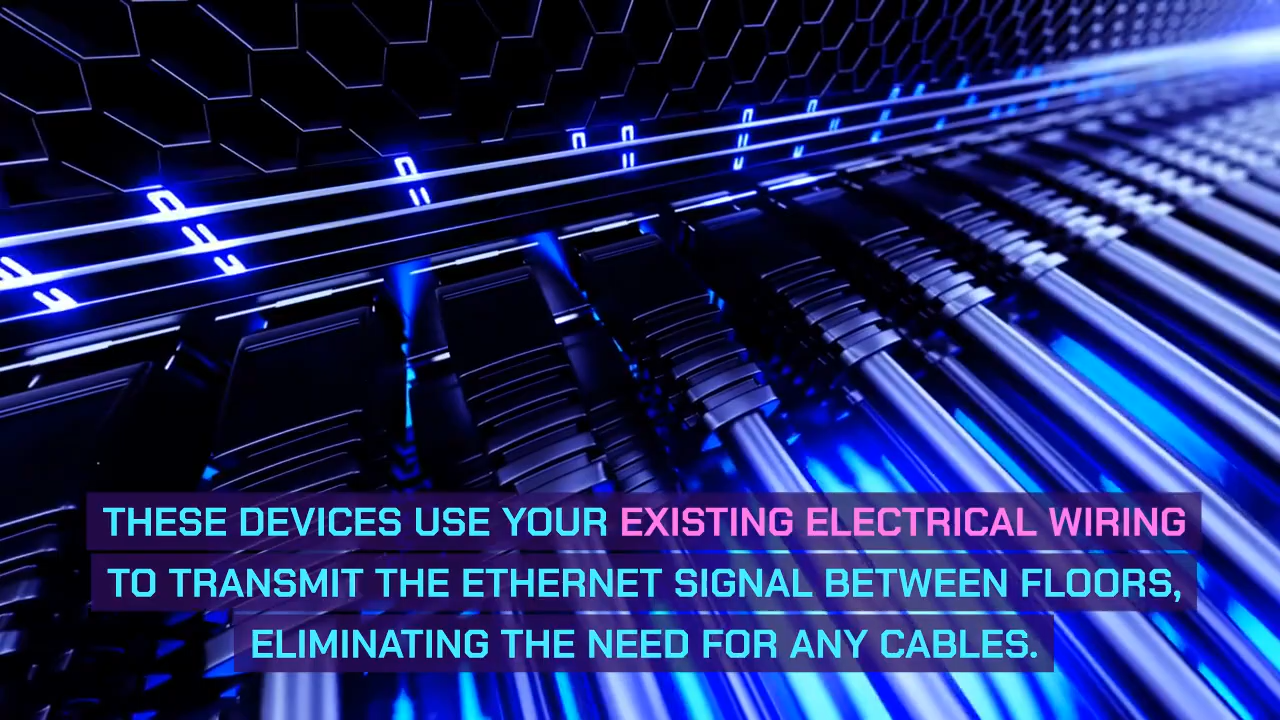 THESE DEVICES USE YOUR EXISTING ELECTRICAL WIRING
TO TRANSMIT THE ETHERNET SIGNAL BETWEEN FLOORS,
ELIMINATING THE NEED FOR ANY CABLES.